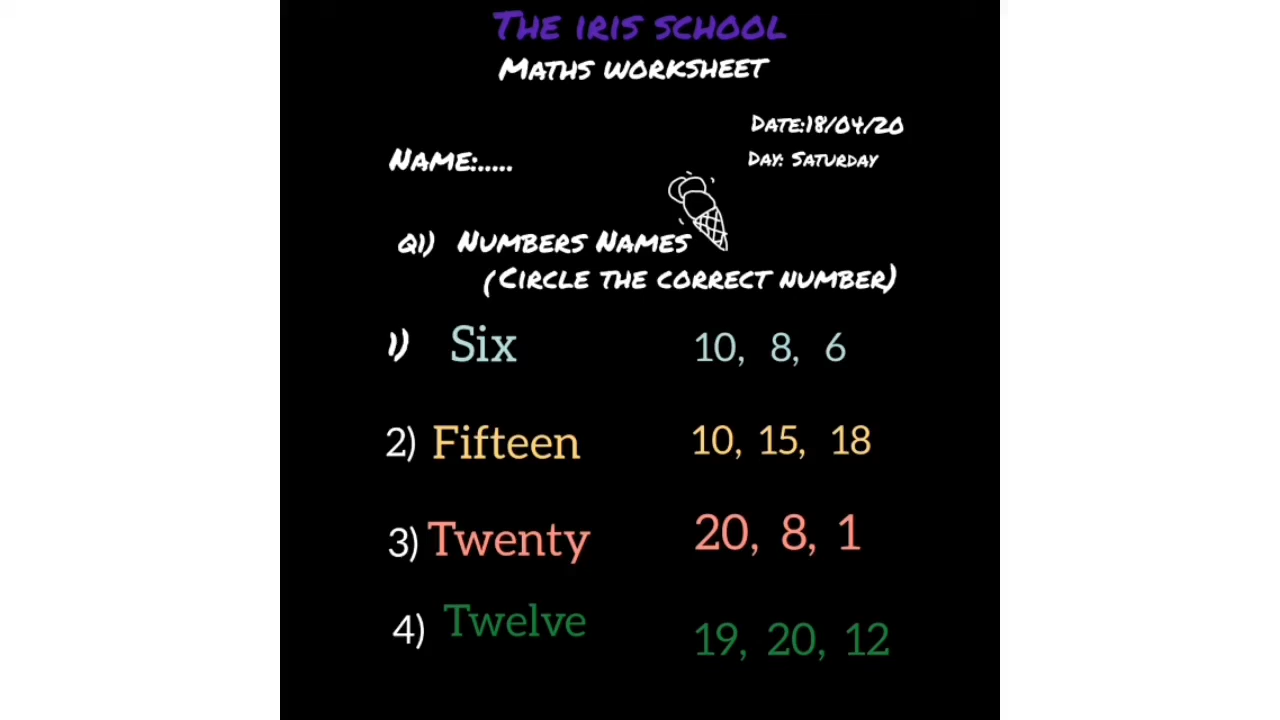 THE IRIS SCHOOL
MATHS WORKSHEET
DATE:18/04/20
NAME:.....
DAY: SATURDAY
Q1) NUMBERS NAMES
(CIRCLE THE CORRECT NUMBER)
1) Six 10, 8, 6
2) Fifteen 10, 15, 18
3) Twenty 20, 8, 1
4) Twelve 19, 20, 12